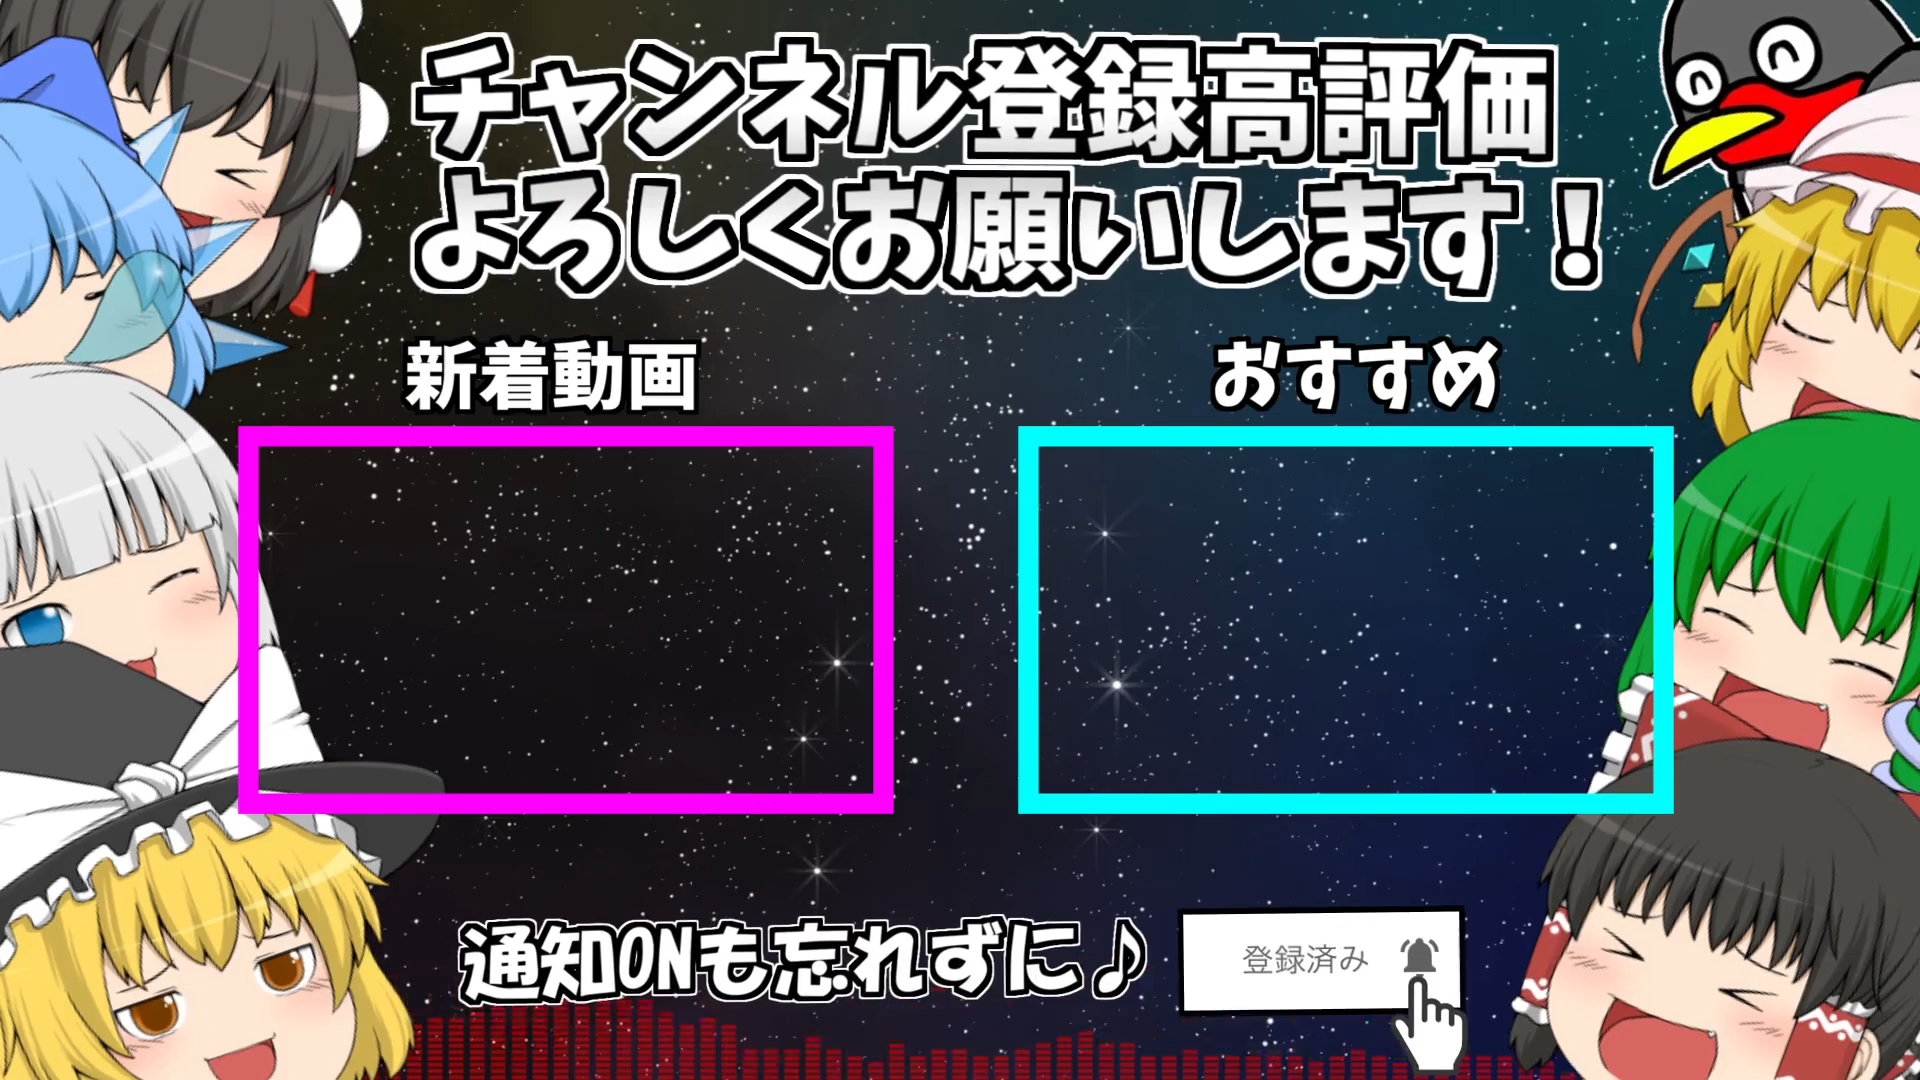 チャンネル登録高評価
よろしくお願いします！
新着動画
おすすめ
通知ONも忘れずに♪
登録済み